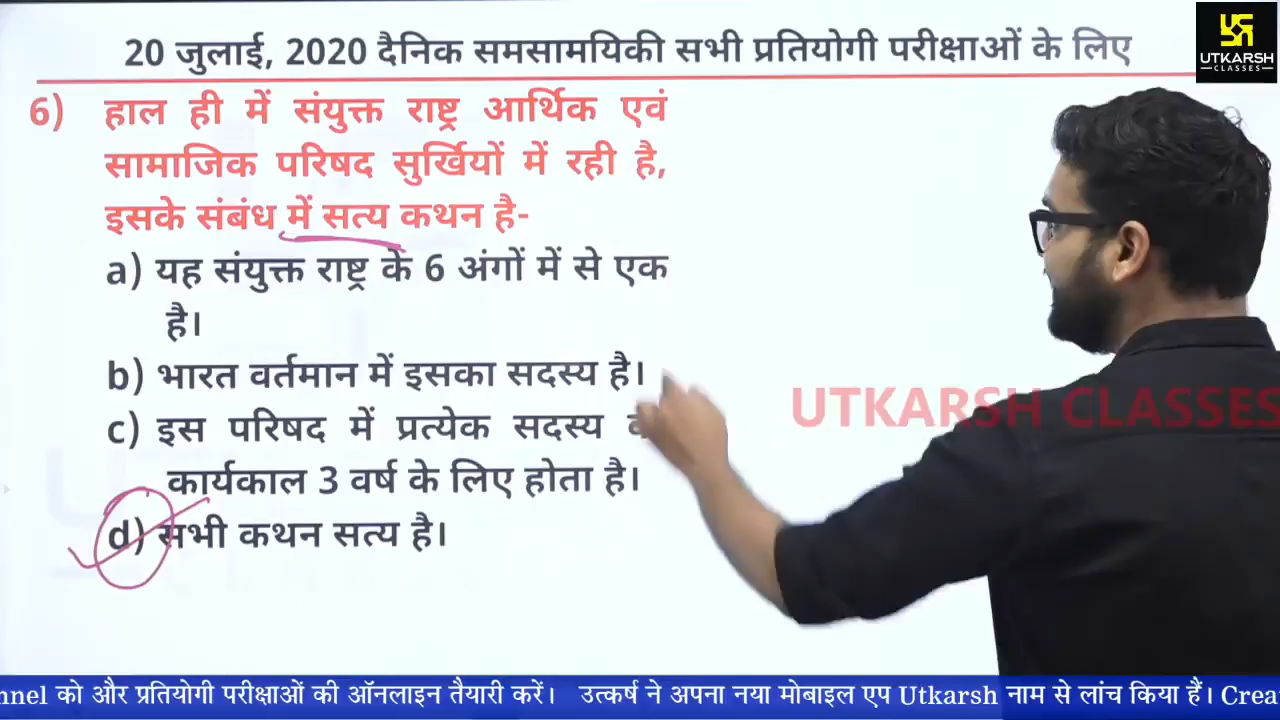 20 जुलाई, 2020 दैनिक समसामयिकी सभी प्रतियोगी परीक्षाओं के लिए
UTKARSH
CLASSES
6) हाल ही में संयुक्त राष्ट्र आर्थिक एवं
सामाजिक परिषद सुर्खियों में रही है,
इसके संबंध में सत्य कथन है-
a) यह संयुक्त राष्ट्र के 6 अंगों में से एक
है।
b) भारत वर्तमान में इसका सदस्य है।
c) इस परिषद में प्रत्येक सदस्य
कार्यकाल 3 वर्ष के लिए होता है।
d) सभी कथन सत्य है।
UTKARSH CLASSES
को और प्रतियोगी परीक्षाओं की ऑनलाइन तैयारी करें। उत्कर्ष ने अपना नया मोबाइल एप Utkarsh नाम से लांच किया हैं।